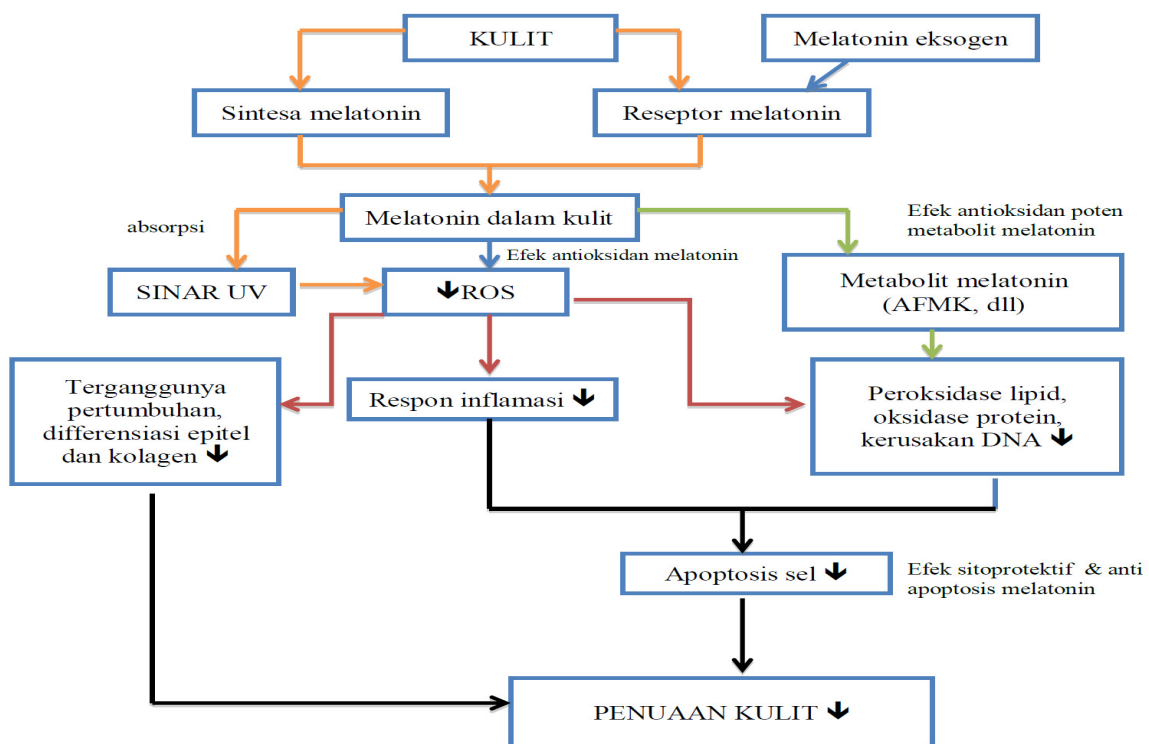 KULIT
Melatonin eksogen
Sintesa melatonin
Reseptor melatonin
Melatonin dalam kulit
absorpsi
Efek antioksidan poten
metabolit melatonin
Efek antioksidan melatonin
SINAR UV
🡻ROS
Metabolit melatonin
(AFMK, dll)
Terganggunya
pertumbuhan,
differensiasi epitel
dan kolagen 🡻
Respon inflamasi 🡻
Peroksidase lipid,
oksidase protein,
kerusakan DNA 🡻
Apoptosis sel 🡻
Efek sitoprotektif & anti
apoptosis melatonin
PENUAAN KULIT 🡻